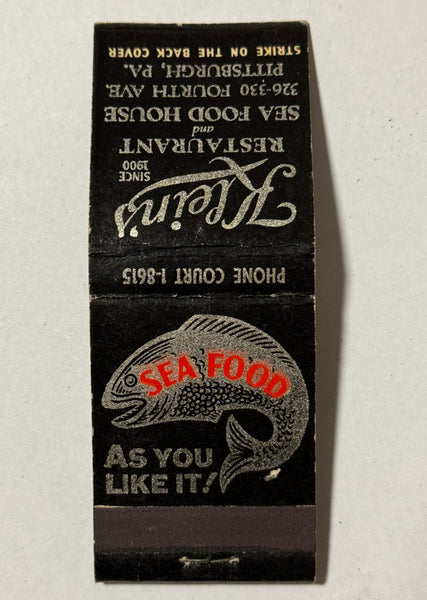 STRIKE ON THE BACK COVER
Klein's
SINCE
1900
RESTAURANT
and
SEA FOOD HOUSE
326-330 FOURTH AVE.
PITTSBURGH, PA.
PHONE COURT 1-8615
SEA FOOD
AS YOU
LIKE IT!